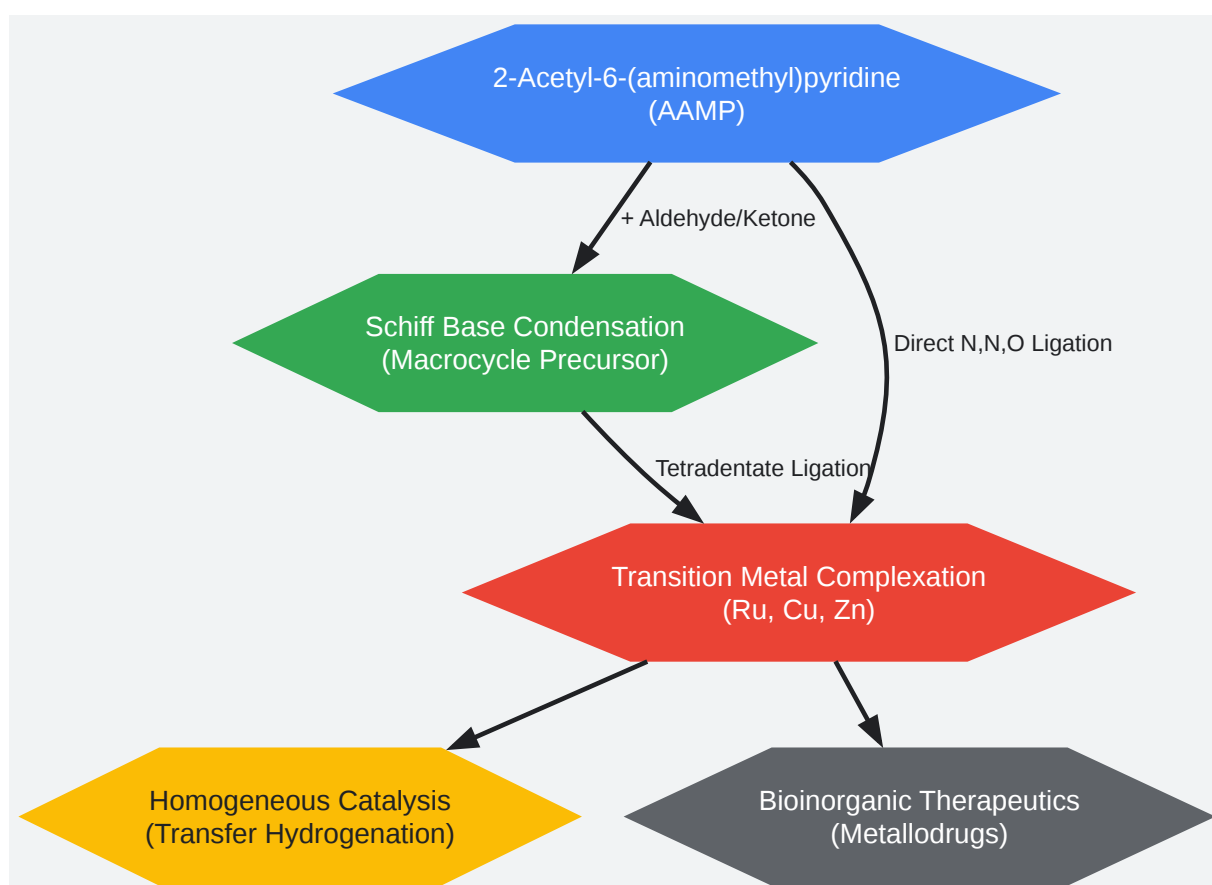 2-Acetyl-6-(aminomethyl)pyridine
(AAMP)
+ Aldehyde/Ketone
Schiff Base Condensation
(Macrocycle Precursor)
Direct N,N,O Ligation
Tetradentate Ligation
Transition Metal Complexation
(Ru, Cu, Zn)
Homogeneous Catalysis
(Transfer Hydrogenation)
Bioinorganic Therapeutics
(Metallodrugs)